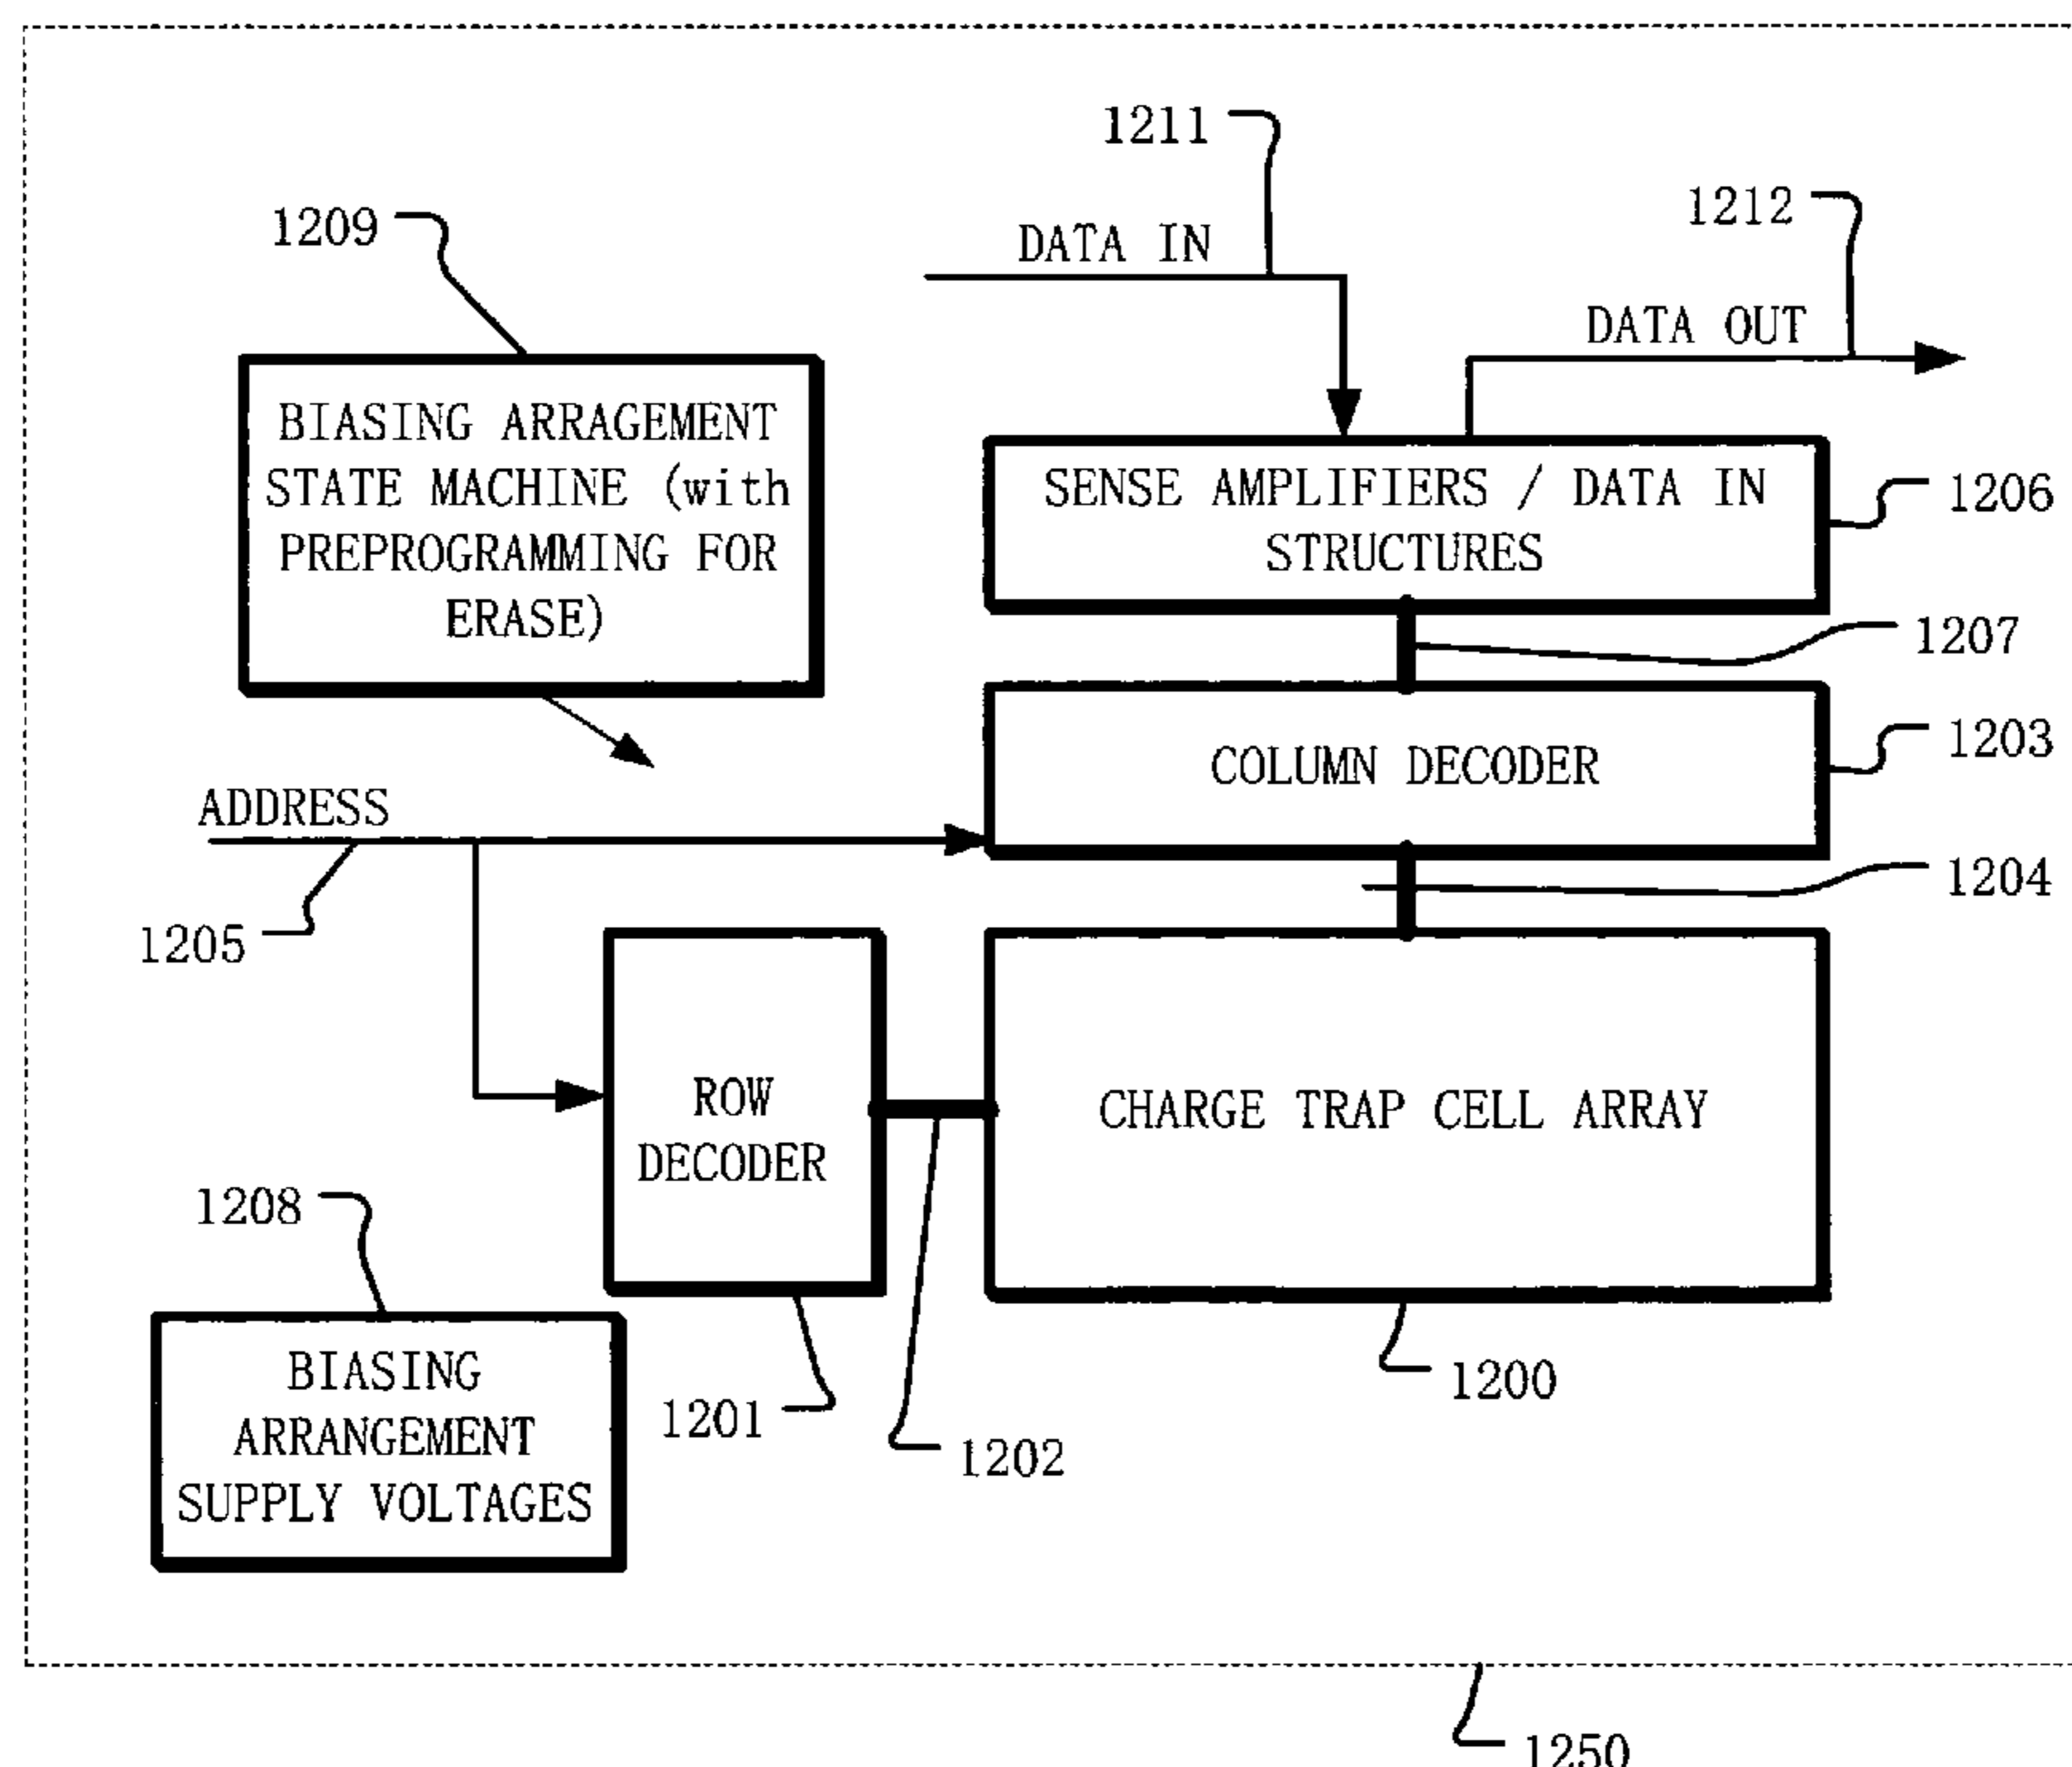 1211
1212
1209
DATA IN
DATA OUT
BIASING ARRAGEMENT
STATE MACHINE (with
PREPROGRAMMING FOR
ERASE)
SENSE AMPLIFIERS / DATA IN
STRUCTURES
1206
1207
COLUMN DECODER
1203
ADDRESS
1204
1205
ROW
DECODER
CHARGE TRAP CELL ARRAY
1208
BIASING
ARRANGEMENT
SUPPLY VOLTAGES
1201
1202
1200
1250